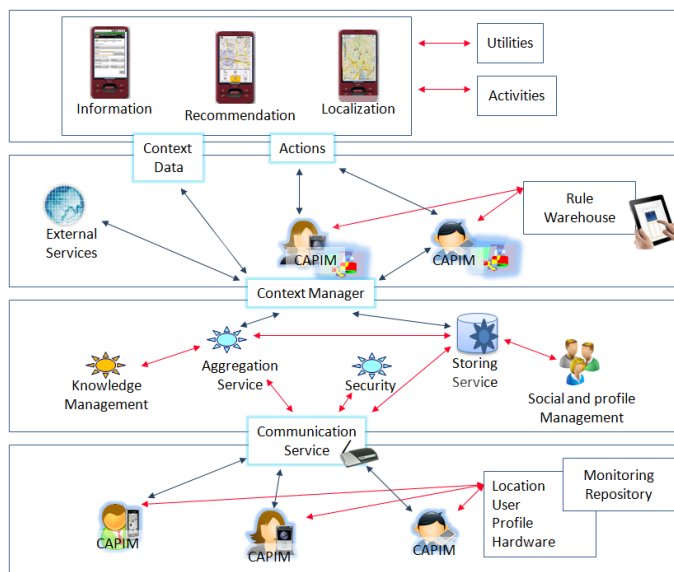 Information
Recommendation
Localization
Utilities
Activities
Context
Data
Actions
External
Services
CAPIM
CAPIM
Rule
Warehouse
Context Manager
Knowledge
Management
Aggregation
Service
Security
Storing
Service
Social and profile
Management
Communication
Service
CAPIM
CAPIM
CAPIM
Location
User
Profile
Hardware
Monitoring
Repository